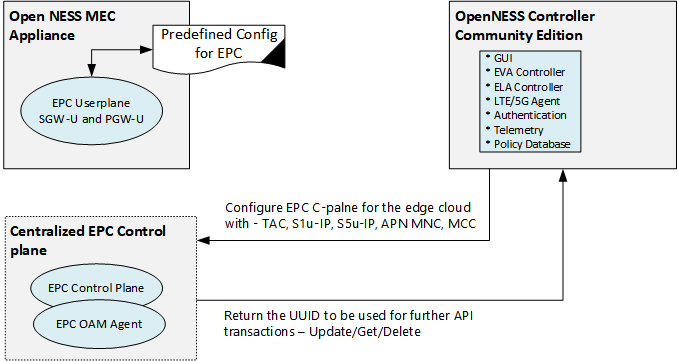 Open NESS MEC
Appliance
Predefined Config
for EPC
EPC Userplane
SGW-U and PGW-U
OpenNESS Controller
Community Edition
* GUI
* EVA Controller
* ELA Controller
* LTE/5G Agent
* Authentication
* Telemetry
* Policy Database
Configure EPC C-palne for the edge cloud
with - TAC, S1u-IP, S5u-IP, APN MNC, MCC
Centralized EPC Control
plane
EPC Control Plane
EPC OAM Agent
Return the UUID to be used for further API
transactions – Update/Get/Delete